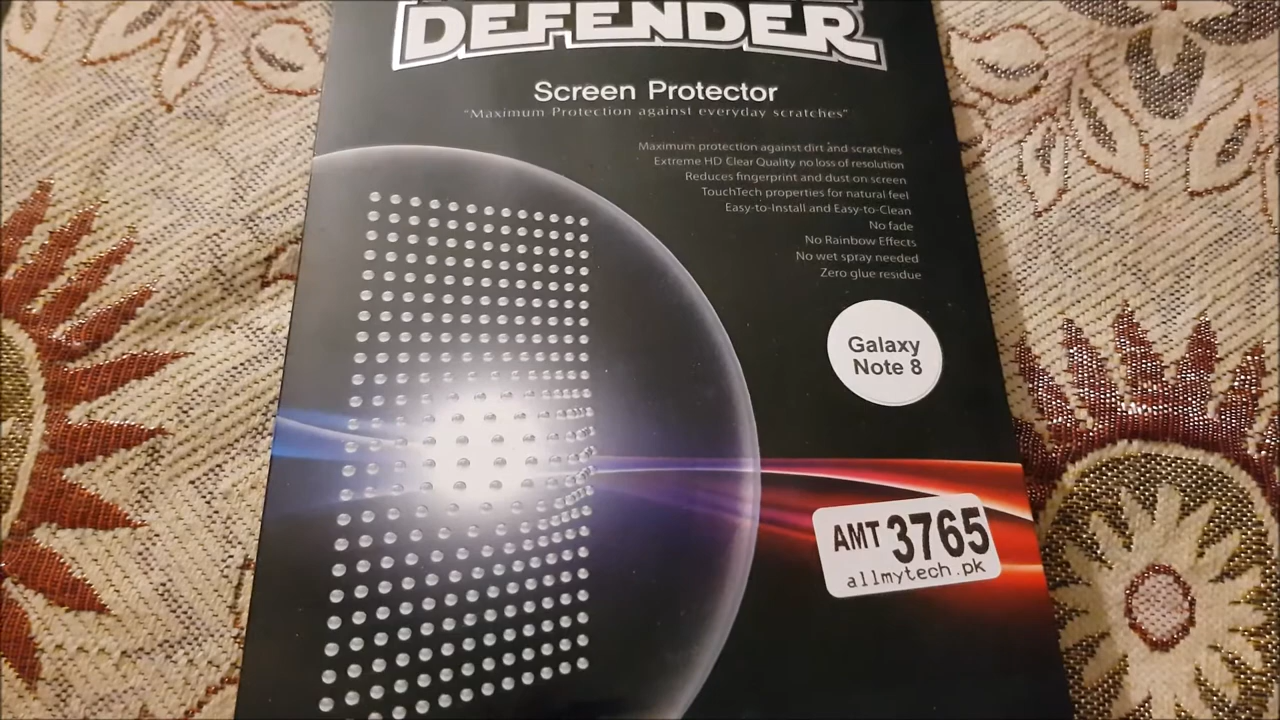 DEFENDER
Screen Protector
"Maximum Protection against everyday scratches"
Maximum protection against dirt and scratches
Extreme HD Clear Quality no loss of resolution
Reduces fingerprint and dust on screen
TouchTech properties for natural feel
Easy-to-Install and Easy-to-Clean
No fade
No Rainbow Effects
No wet spray needed
Zero glue residue
Galaxy
Note 8
AMT 3765
allmytech.pk